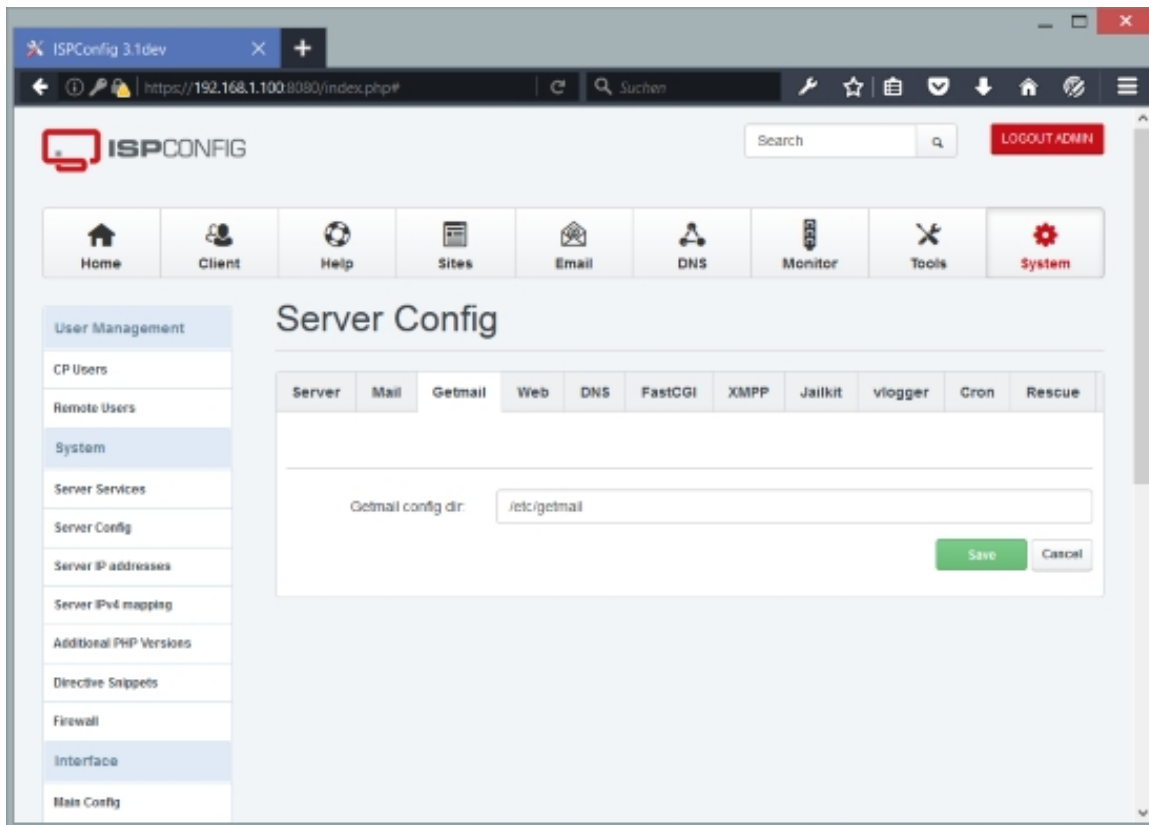 ISPConfig 3.1dev
https://192.168.1.100:8080/index.php#
Suchen
ISPCONFIG
Search
LOGOUT ADMIN
Home Client Help Sites Email DNS Monitor Tools System
User Management
CP Users
Remote Users
System
Server Services
Server Config
Server IP addresses
Server IPv4 mapping
Additional PHP Versions
Directive Snippets
Firewall
Interface
Main Config
Server Config
Server Mail Getmail Web DNS FastCGI XMPP Jailkit vlogger Cron Rescue
Getmail config dir: /etc/getmail
Save Cancel